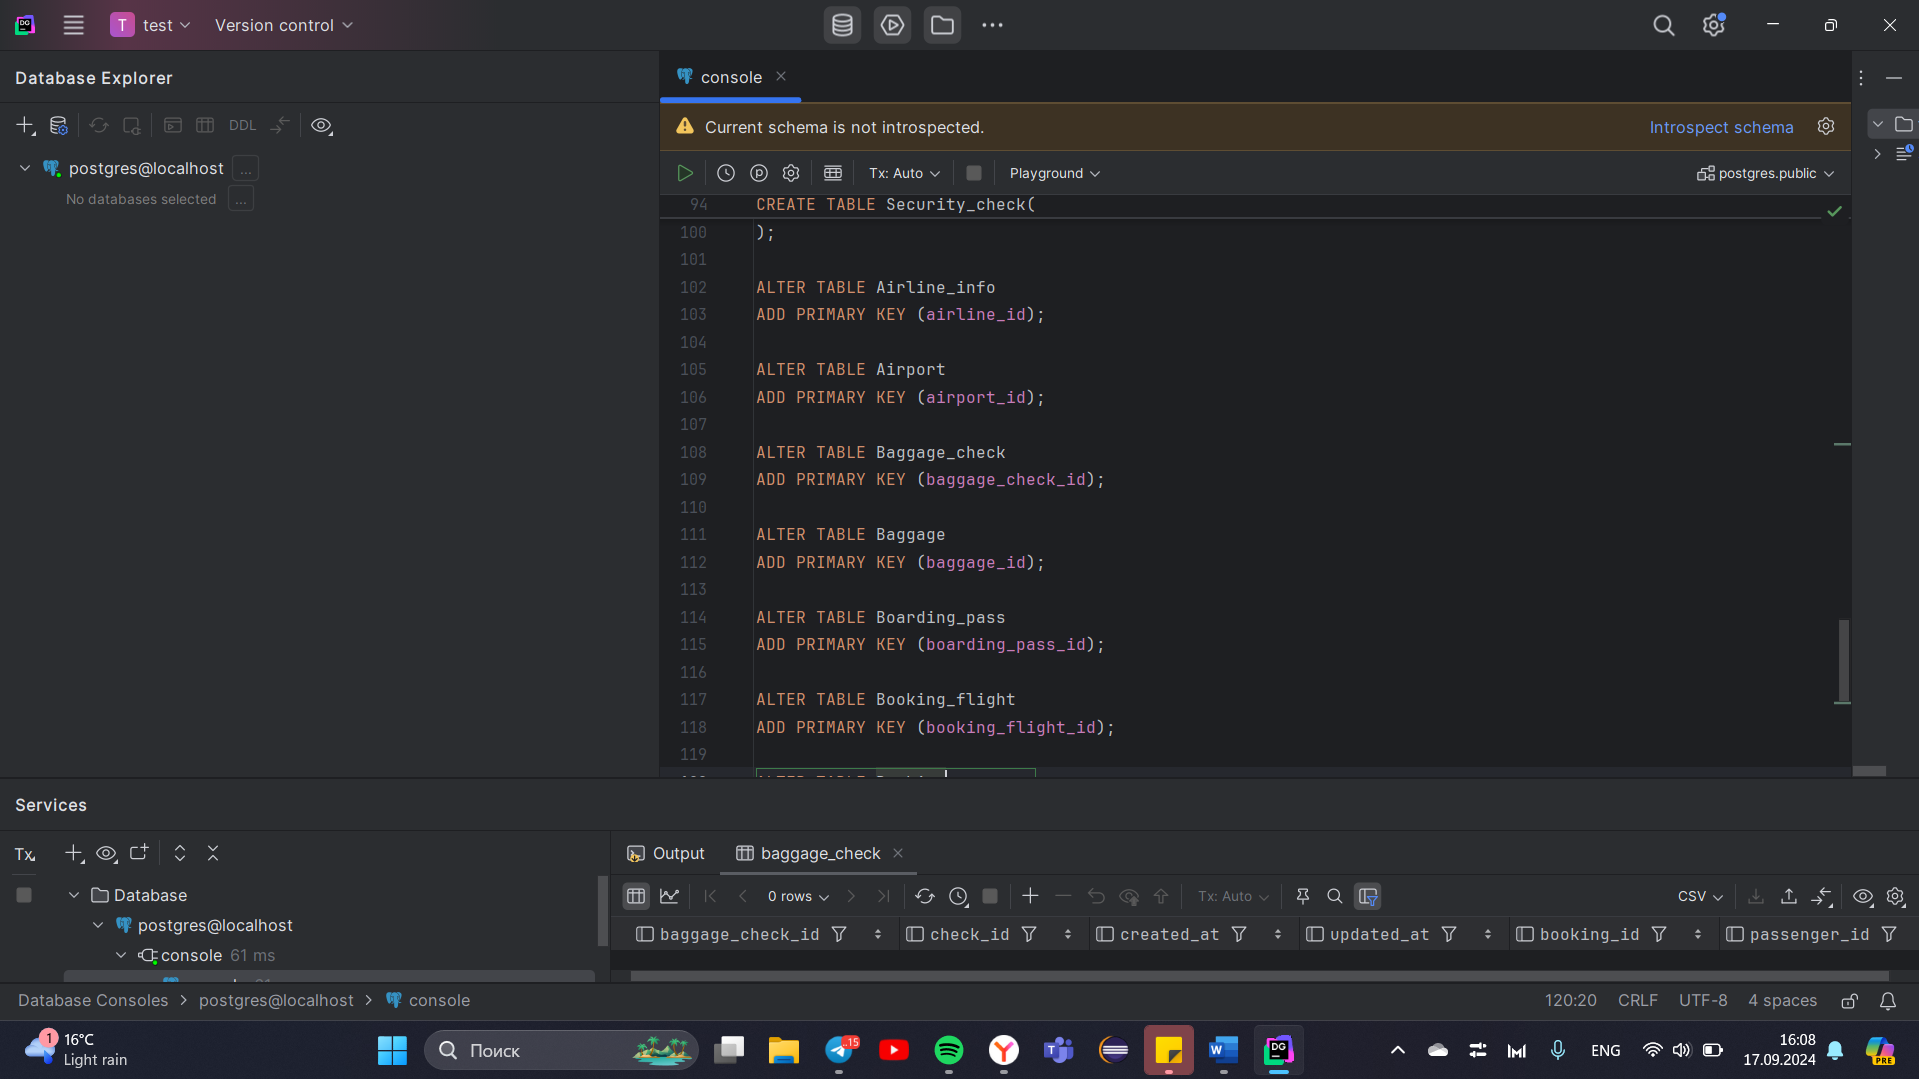 T test Version control
Database Explorer
console
Current schema is not introspected. Introspect schema
DDL
Tx: Auto Playground postgres.public
postgres@localhost ...
No databases selected ...
94 CREATE TABLE Security_check(
100 );
101
102 ALTER TABLE Airline_info
103 ADD PRIMARY KEY (airline_id);
104
105 ALTER TABLE Airport
106 ADD PRIMARY KEY (airport_id);
107
108 ALTER TABLE Baggage_check
109 ADD PRIMARY KEY (baggage_check_id);
110
111 ALTER TABLE Baggage
112 ADD PRIMARY KEY (baggage_id);
113
114 ALTER TABLE Boarding_pass
115 ADD PRIMARY KEY (boarding_pass_id);
116
117 ALTER TABLE Booking_flight
118 ADD PRIMARY KEY (booking_flight_id);
119
Services
Tx
Output baggage_check
0 rows Tx: Auto CSV
Database
postgres@localhost
console 61 ms
baggage_check_id check_id created_at updated_at booking_id passenger_id
Database Consoles > postgres@localhost > console 120:20 CRLF UTF-8 4 spaces
1 16°C
Light rain
Поиск
..15
DG
ENG
16:08
17.09.2024
PRE